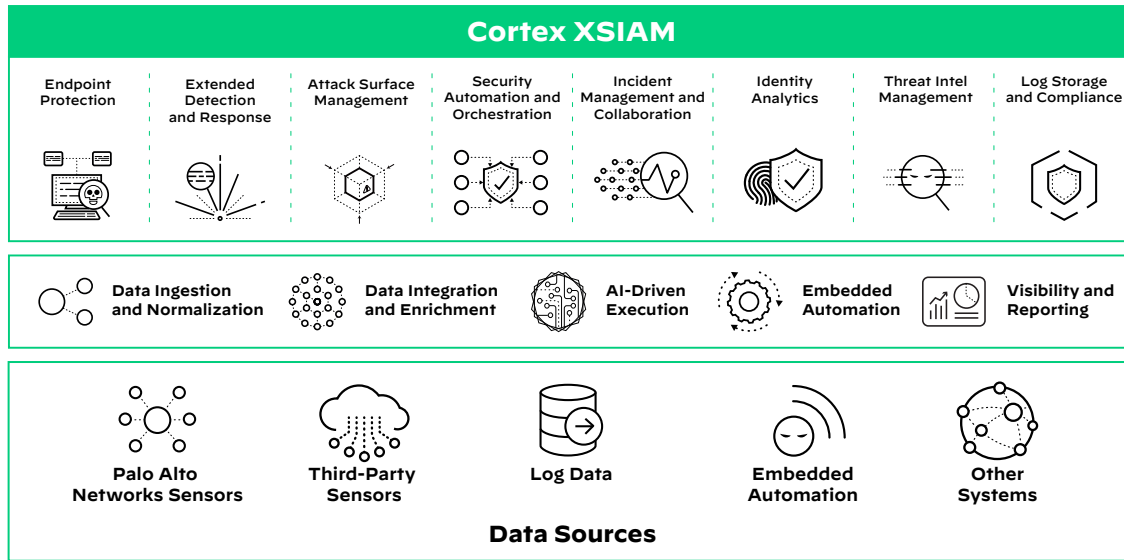 Cortex XSIAM
Endpoint
Protection
Extended
Detection
and Response
Attack Surface
Management
Security
Automation and
Orchestration
Incident
Management and
Collaboration
Identity
Analytics
Threat Intel
Management
Log Storage
and Compliance
Data Ingestion
and Normalization
Data Integration
and Enrichment
AI-Driven
Execution
Embedded
Automation
Visibility and
Reporting
Palo Alto
Networks Sensors
Third-Party
Sensors
Log Data
Embedded
Automation
Other
Systems
Data Sources